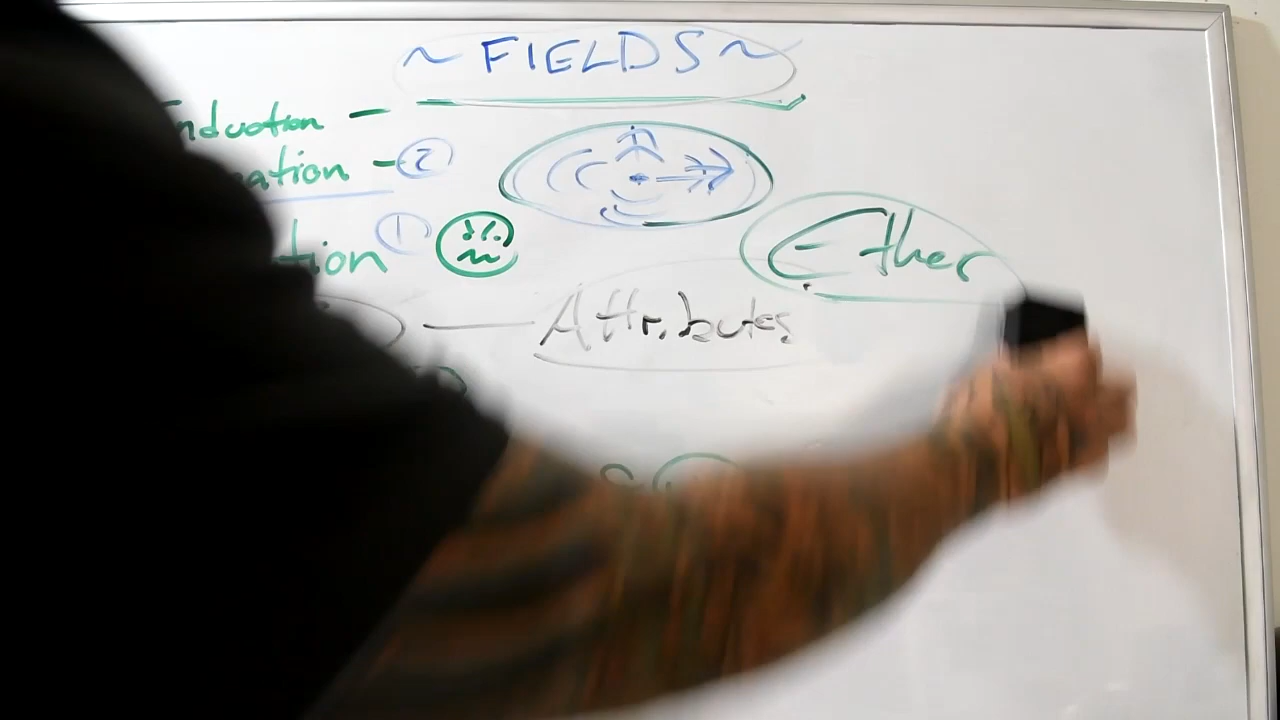 ~ FIELDS ~
Induction -
ation - ②
tion ①
Ether
— Attributes